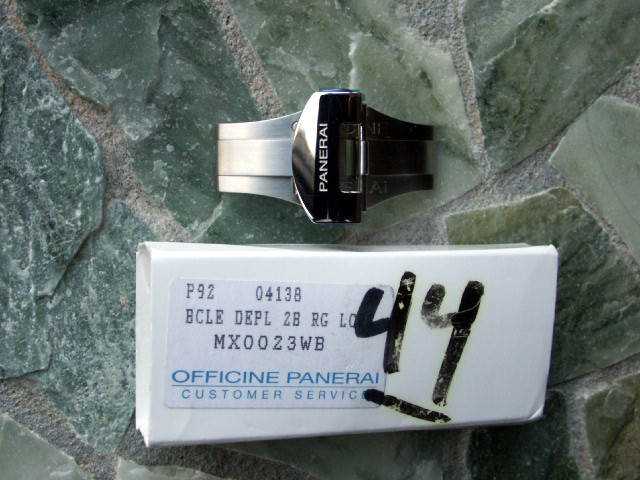 PANERAI
P92 04138
BCLE DEPL 2B RG LO
MX0023WB
44
OFFICINE PANERAI
CUSTOMER SERVICE